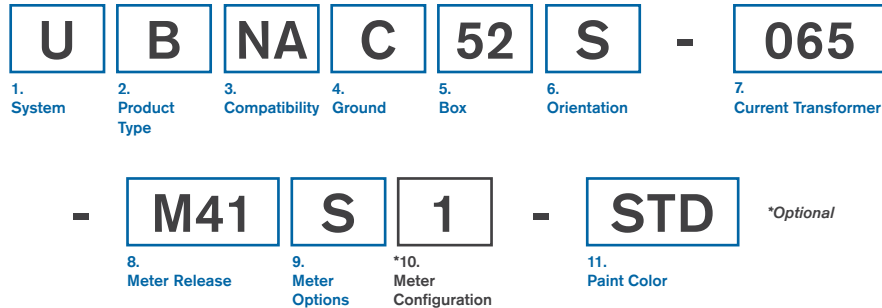 U B NA C 52 S - 065
1. 2. 3. 4. 5. 6. 7.
System Product Compatibility Ground Box Orientation Current Transformer
Type
- M41 S 1 - STD *Optional
8. 9. *10. 11.
Meter Release Meter Meter Paint Color
Options Configuration